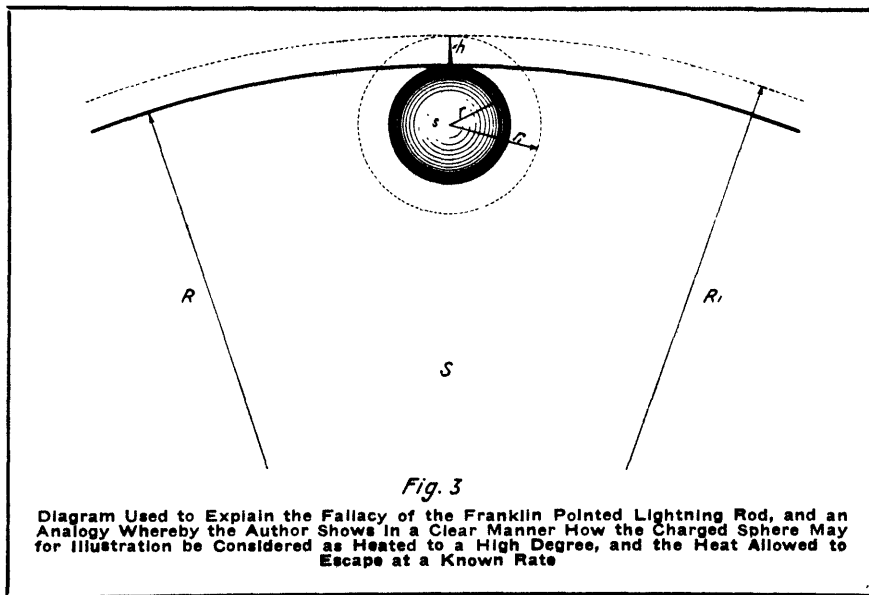 h
r
s
r₁
R
R₁
S
Fig. 3
Diagram Used to Explain the Fallacy of the Franklin Pointed Lightning Rod, and an
Analogy Whereby the Author Shows in a Clear Manner How the Charged Sphere May
for Illustration be Considered as Heated to a High Degree, and the Heat Allowed to
Escape at a Known Rate